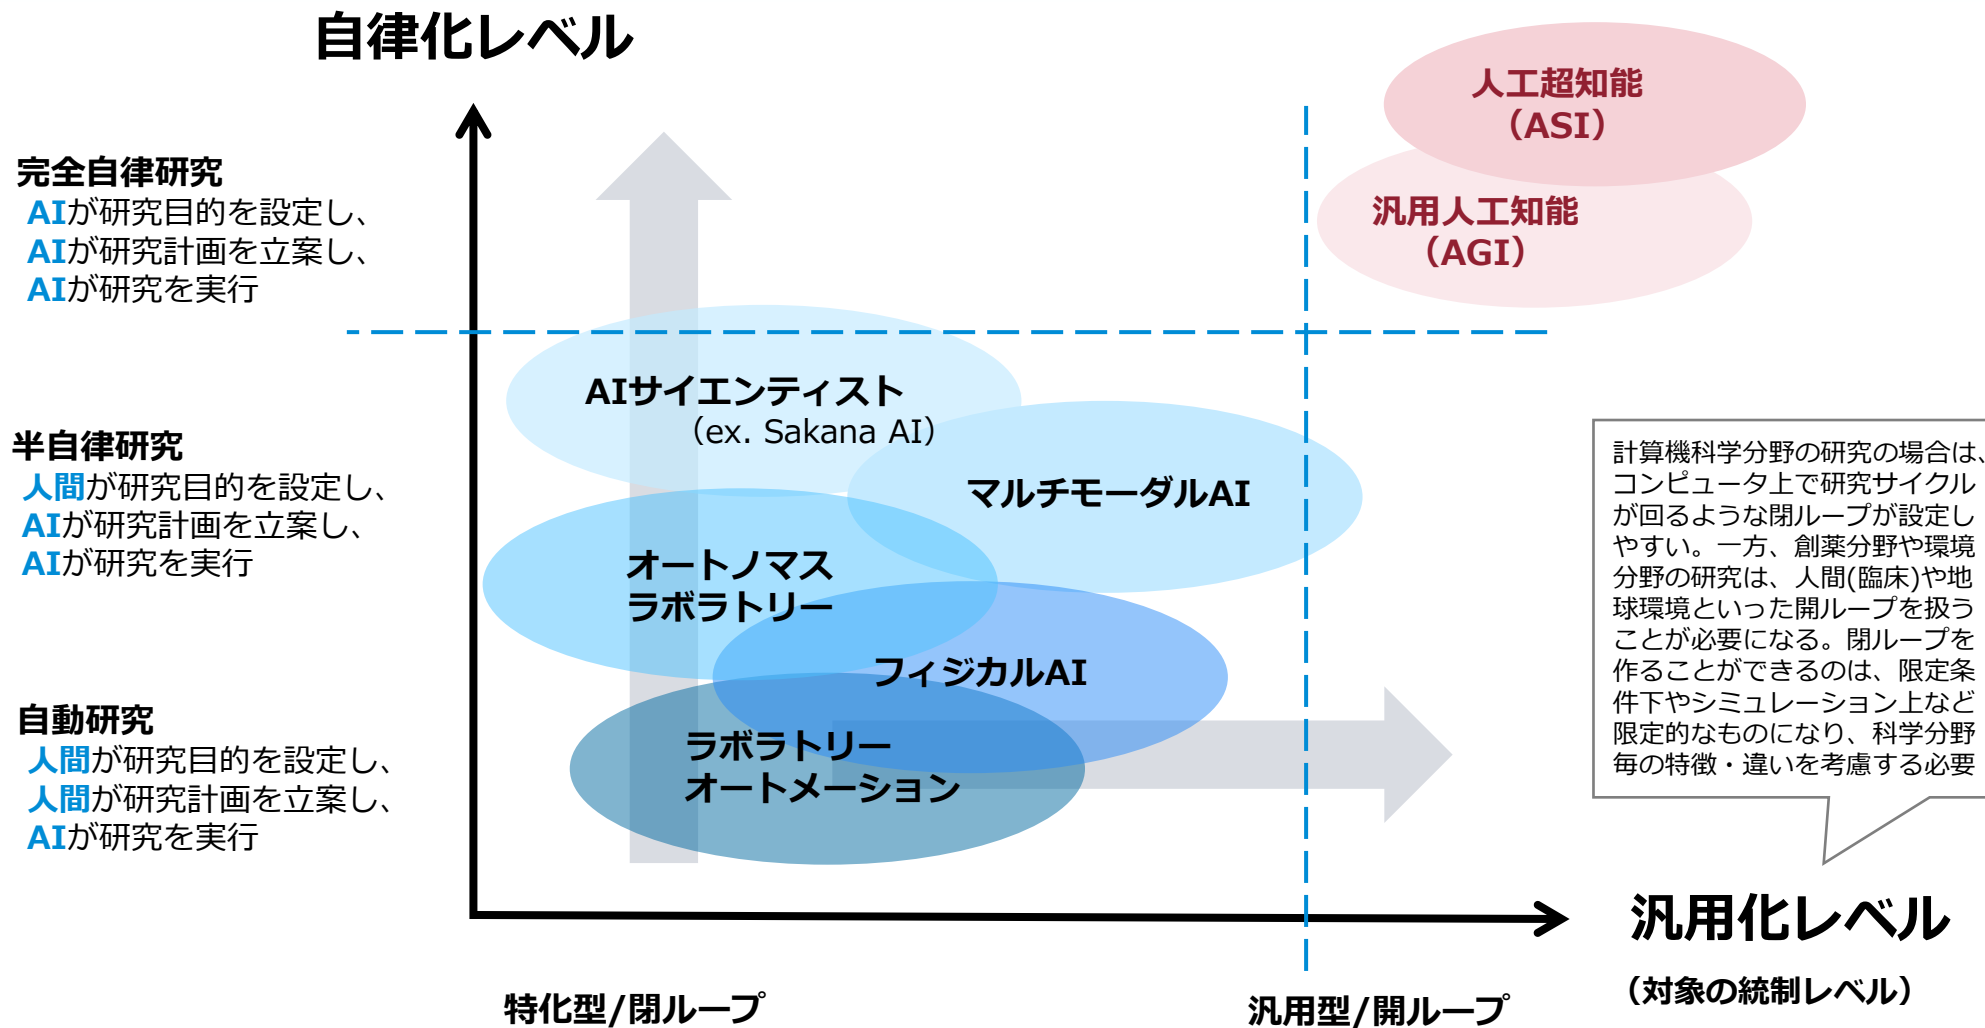 自律化レベル
人工超知能
（ASI）
汎用人工知能
（AGI）
完全自律研究
AIが研究目的を設定し、
AIが研究計画を立案し、
AIが研究を実行
AIサイエンティスト
（ex. Sakana AI）
マルチモーダルAI
半自律研究
人間が研究目的を設定し、
AIが研究計画を立案し、
AIが研究を実行
オートノマス
ラボラトリー
フィジカルAI
自動研究
人間が研究目的を設定し、
人間が研究計画を立案し、
AIが研究を実行
ラボラトリー
オートメーション
計算機科学分野の研究の場合は、
コンピュータ上で研究サイクル
が回るような閉ループが設定し
やすい。一方、創薬分野や環境
分野の研究は、人間(臨床)や地
球環境といった開ループを扱う
ことが必要になる。閉ループを
作ることができるのは、限定条
件下やシミュレーション上など
限定的なものになり、科学分野
毎の特徴・違いを考慮する必要
汎用化レベル
（対象の統制レベル）
特化型/閉ループ
汎用型/開ループ